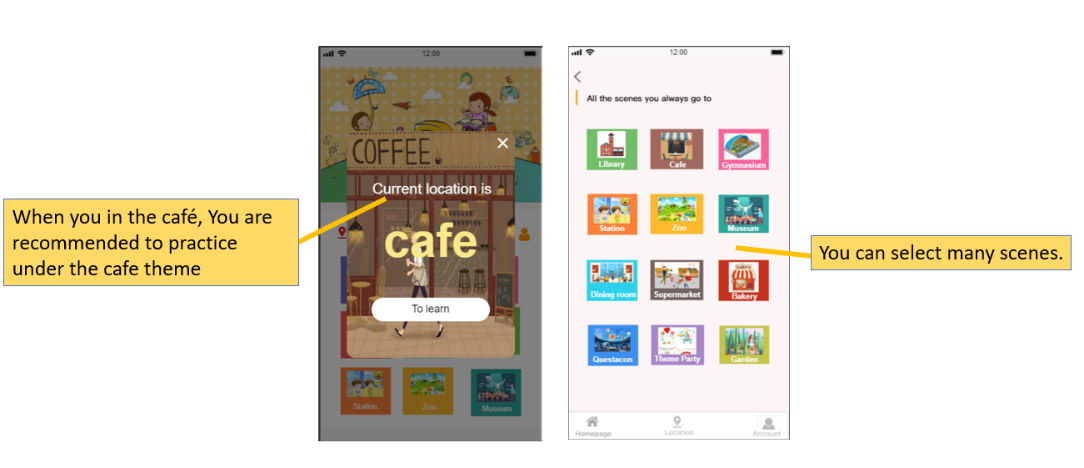 When you in the café, You are
recommended to practice
under the cafe theme
12:00
COFFEE
Current location is
cafe
To learn
Station
Zoo
Museum
12:00
All the scenes you always go to
Library
Cafe
Gymnasium
Station
Zoo
Museum
Dining room
Supermarket
Bakery
Questacon
Theme Party
Garden
Homepage
Location
Account
You can select many scenes.